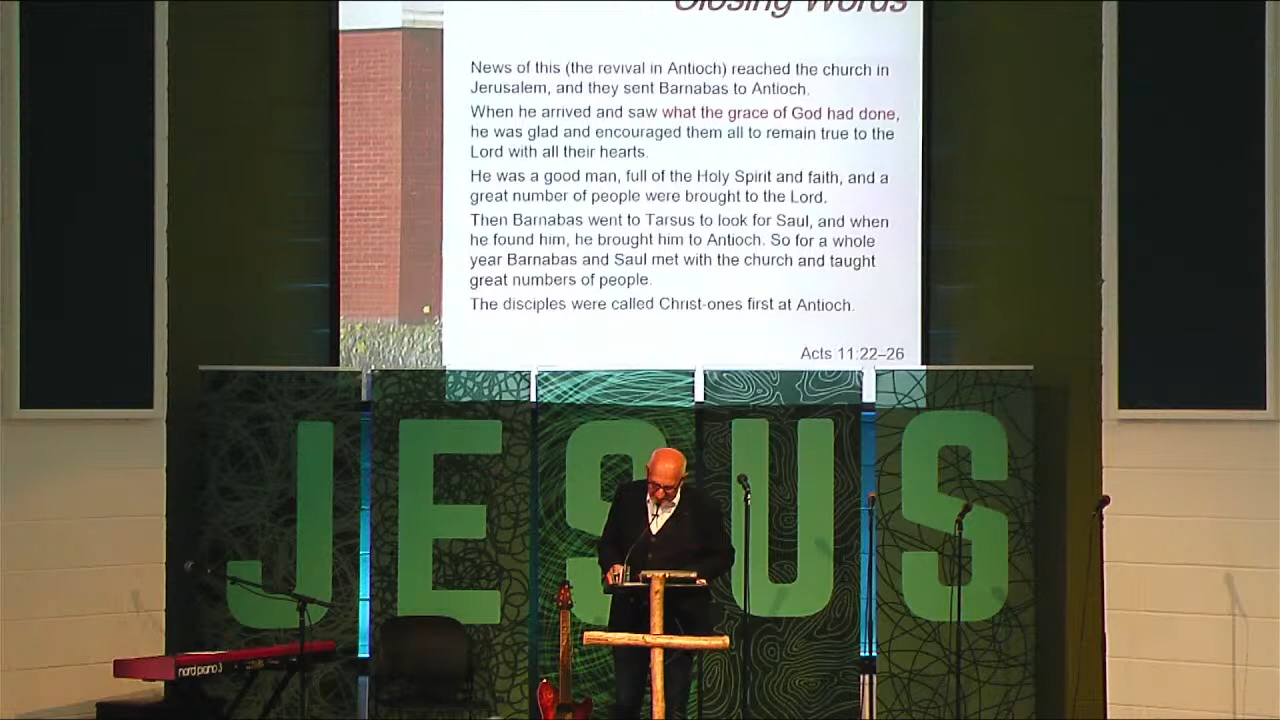 Closing Words
News of this (the revival in Antioch) reached the church in
Jerusalem, and they sent Barnabas to Antioch.
When he arrived and saw what the grace of God had done,
he was glad and encouraged them all to remain true to the
Lord with all their hearts.
He was a good man, full of the Holy Spirit and faith, and a
great number of people were brought to the Lord.
Then Barnabas went to Tarsus to look for Saul, and when
he found him, he brought him to Antioch. So for a whole
year Barnabas and Saul met with the church and taught
great numbers of people.
The disciples were called Christ-ones first at Antioch.
Acts 11:22–26
JESUS
nord piano 3